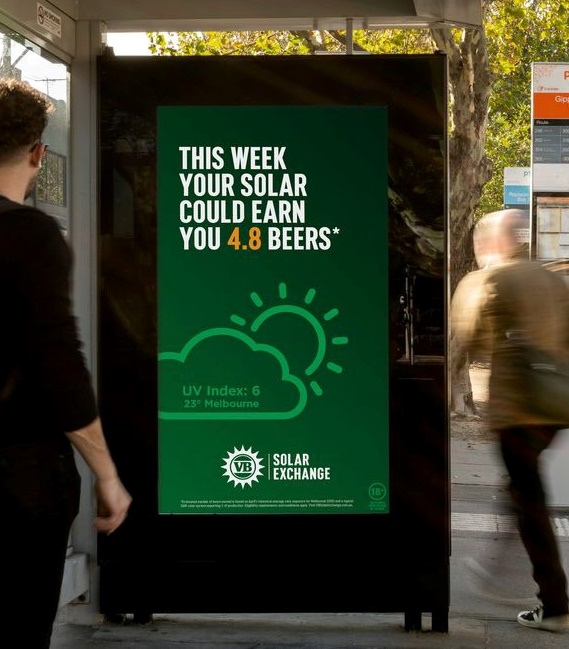 THIS WEEK
YOUR SOLAR
COULD EARN
YOU 4.8 BEERS*
UV Index: 6
23° Melbourne
VB
SOLAR
EXCHANGE
18+
Route